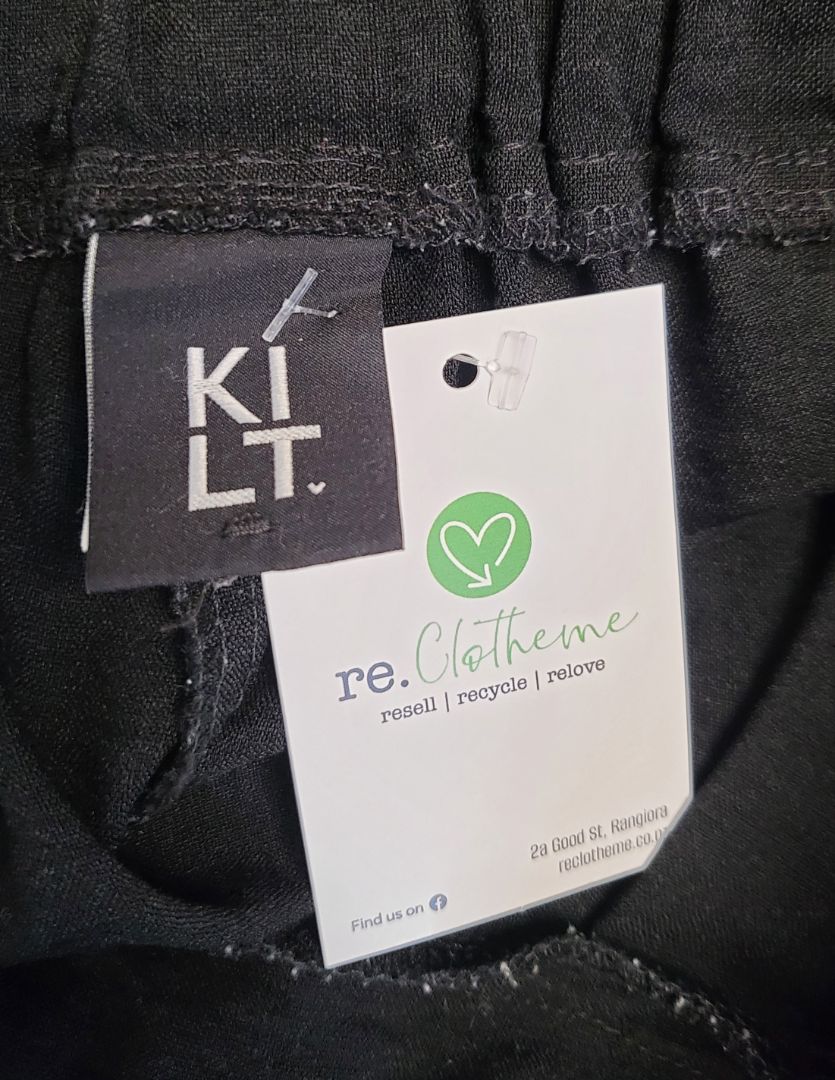 KI
LT
re.Clotheme
resell | recycle | relove
2a Good St, Rangiora
reclotheme.co.nz
Find us on